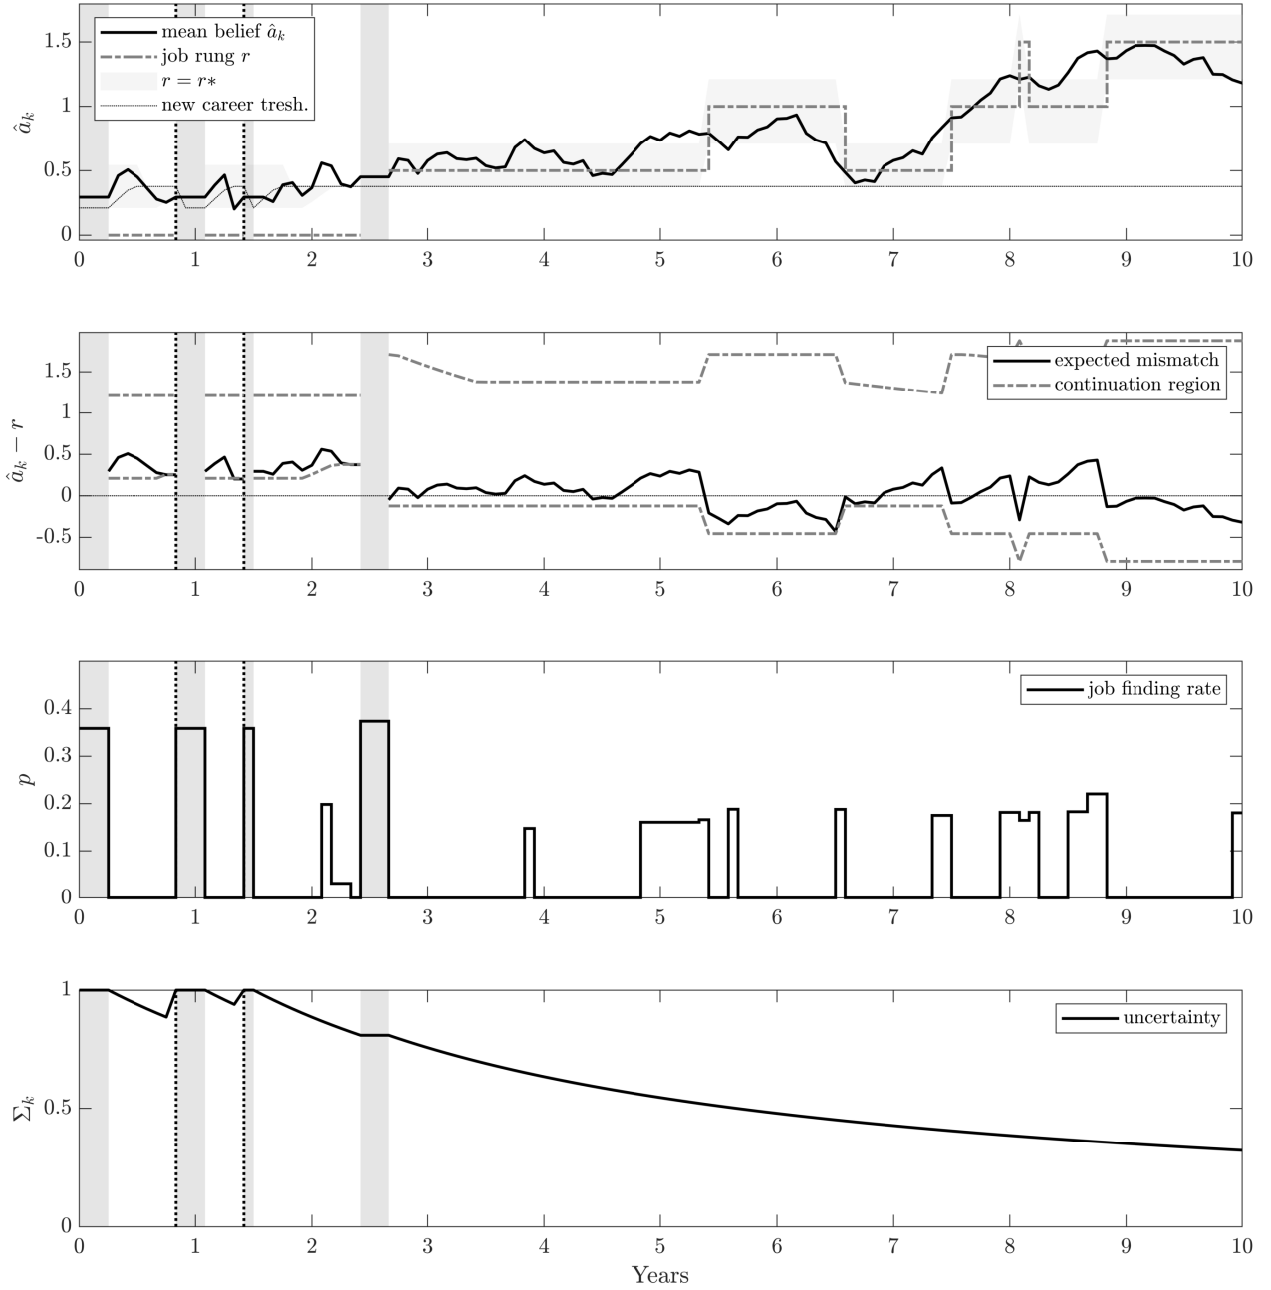 1.5
1
0.5
0
â_k
mean belief â_k
job rung r
r = r*
new career tresh.
0 1 2 3 4 5 6 7 8 9 10
1.5
1
0.5
0
-0.5
â_k − r
expected mismatch
continuation region
0 1 2 3 4 5 6 7 8 9 10
0.4
0.3
0.2
0.1
0
p
job finding rate
0 1 2 3 4 5 6 7 8 9 10
1
0.5
0
Σ_k
uncertainty
0 1 2 3 4 5 6 7 8 9 10
Years